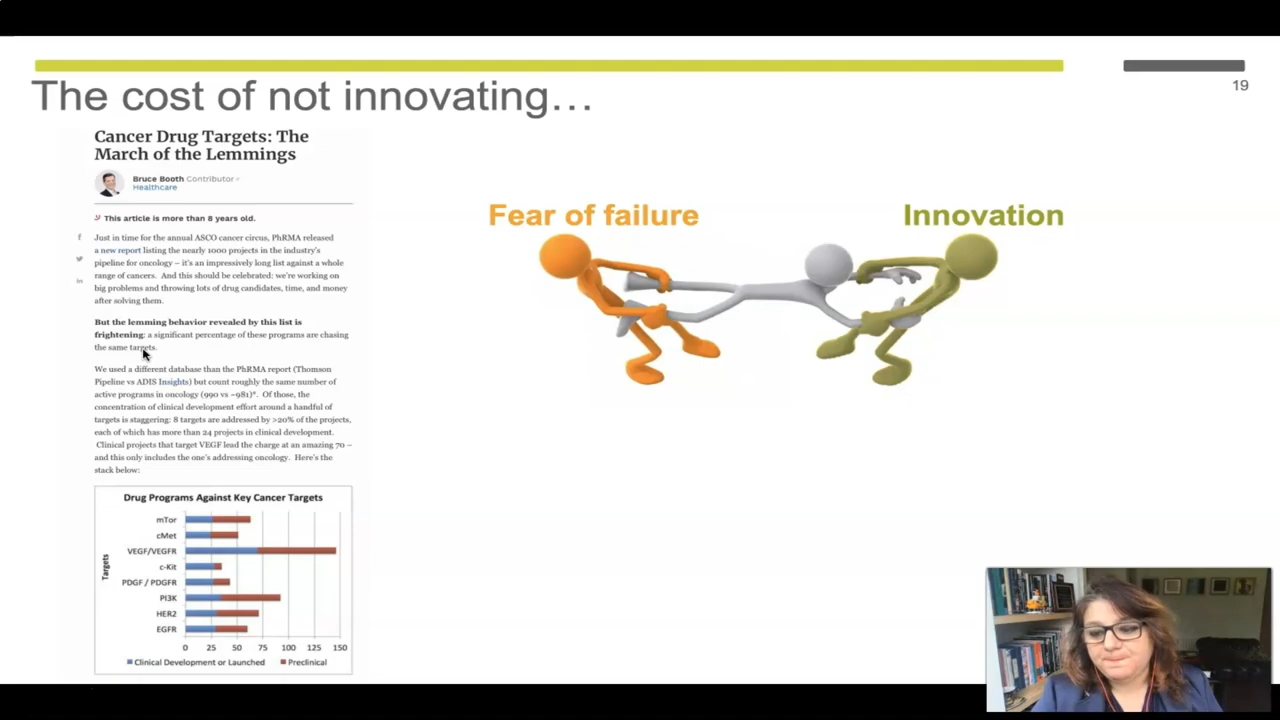 19
The cost of not innovating…
Cancer Drug Targets: The
March of the Lemmings
Bruce Booth Contributor
Healthcare
This article is more than 8 years old.
Just in time for the annual ASCO cancer circus, PhRMA released
a new report listing the nearly 1000 projects in the industry's
pipeline for oncology – it's an impressively long list against a whole
range of cancers. And this should be celebrated: we're working on
big problems and throwing lots of drug candidates, time, and money
after solving them.
But the lemming behavior revealed by this list is
frightening: a significant percentage of these programs are chasing
the same targets.
We used a different database than the PhRMA report (Thomson
Pipeline vs ADIS Insights) but count roughly the same number of
active programs in oncology (990 vs ~981)*. Of those, the
concentration of clinical development effort around a handful of
targets is staggering: 8 targets are addressed by >20% of the projects,
each of which has more than 24 projects in clinical development.
Clinical projects that target VEGF lead the charge at an amazing 70 –
and this only includes the one's addressing oncology. Here's the
stack below:
Drug Programs Against Key Cancer Targets
Targets
mTor
cMet
VEGF/VEGFR
c-Kit
PDGF / PDGFR
PI3K
HER2
EGFR
0 25 50 75 100 125 150
Clinical Development or Launched Preclinical
Fear of failure
Innovation